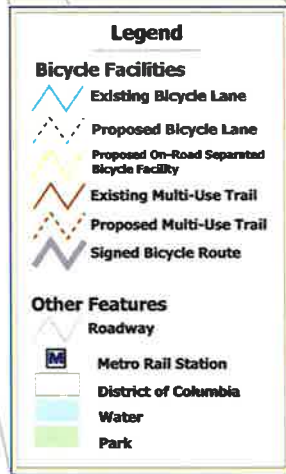 Legend
Bicycle Facilities
Existing Bicycle Lane
Proposed Bicycle Lane
Proposed On-Road Separated
Bicycle Facility
Existing Multi-Use Trail
Proposed Multi-Use Trail
Signed Bicycle Route
Other Features
Roadway
M
Metro Rail Station
District of Columbia
Water
Park